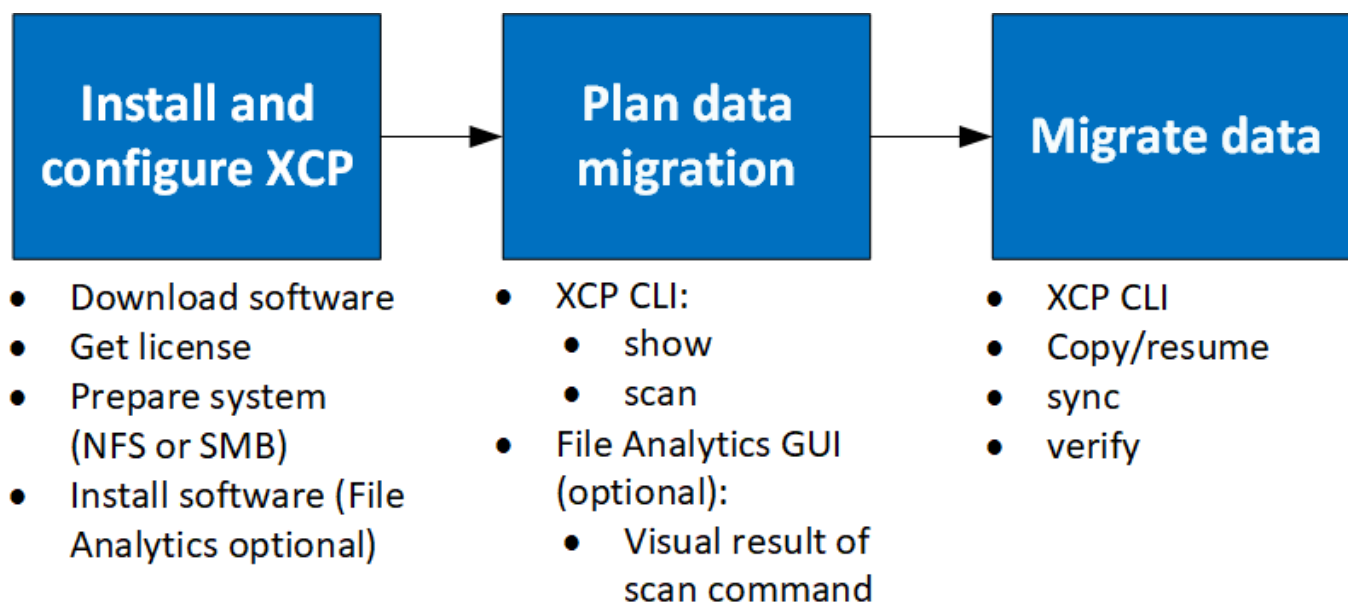 Install and
configure XCP
Plan data
migration
Migrate data
• Download software
• Get license
• Prepare system
(NFS or SMB)
• Install software (File
Analytics optional)
• XCP CLI:
• show
• scan
• File Analytics GUI
(optional):
• Visual result of
scan command
• XCP CLI
• Copy/resume
• sync
• verify